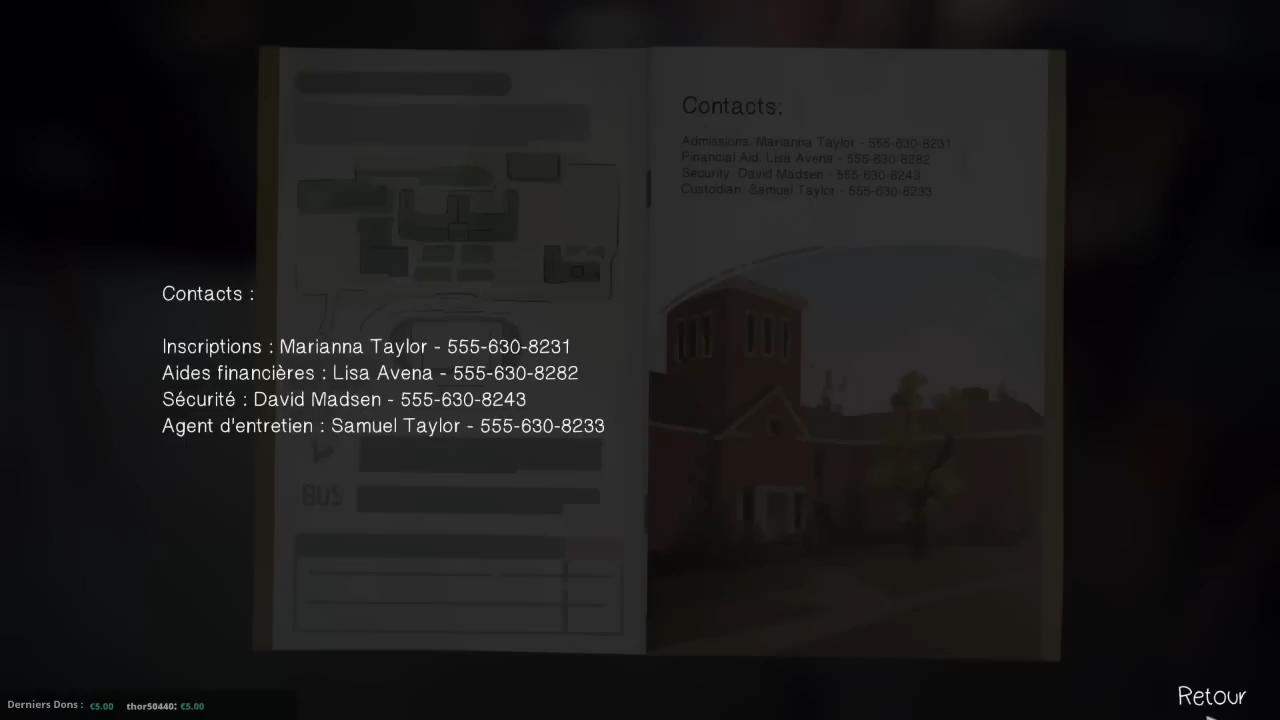 Contacts:
Admissions: Marianna Taylor - 555-630-8231
Financial Aid: Lisa Avena - 555-630-8282
Security: David Madsen - 555-630-8243
Custodian: Samuel Taylor - 555-630-8233
Contacts :
Inscriptions : Marianna Taylor - 555-630-8231
Aides financières : Lisa Avena - 555-630-8282
Sécurité : David Madsen - 555-630-8243
Agent d'entretien : Samuel Taylor - 555-630-8233
BUS
Retour
Derniers Dons : €5.00 thor50440: €5.00